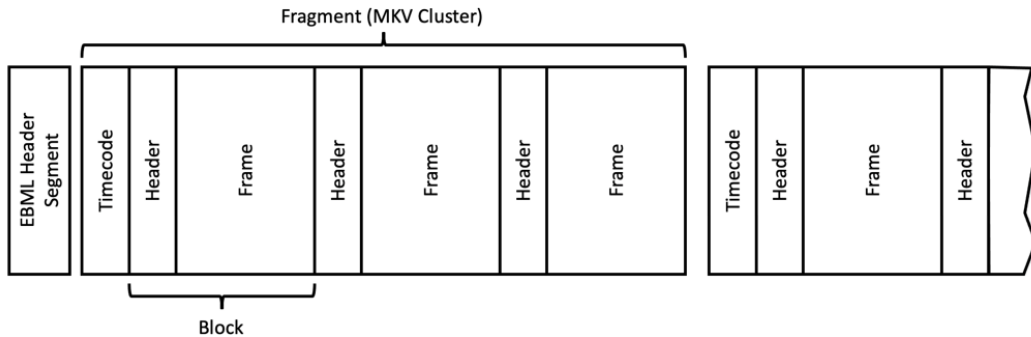 Fragment (MKV Cluster)
EBML Header
Segment
Timecode
Header
Frame
Header
Frame
Header
Frame
Timecode
Header
Frame
Header
Block